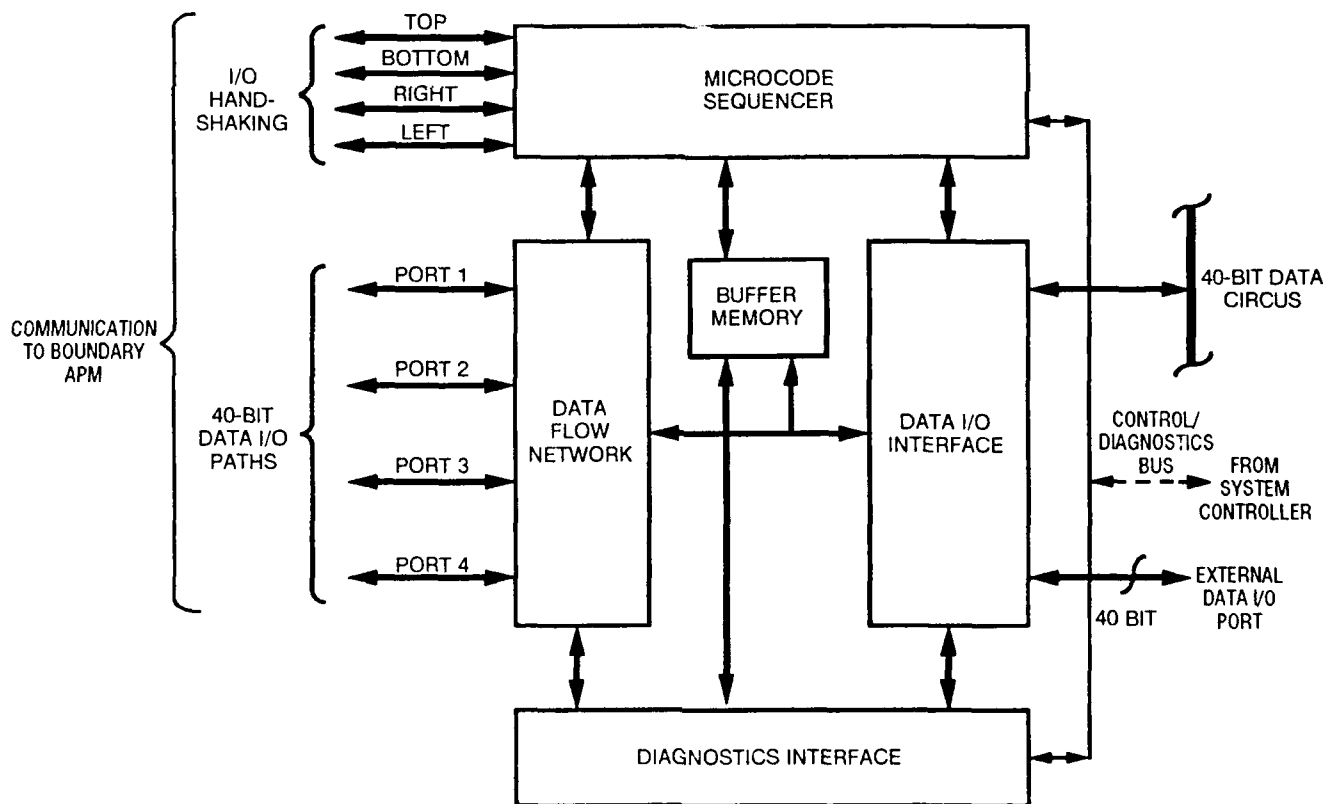 TOP
BOTTOM
RIGHT
LEFT
I/O
HAND-
SHAKING
MICROCODE
SEQUENCER
COMMUNICATION
TO BOUNDARY
APM
40-BIT
DATA I/O
PATHS
PORT 1
PORT 2
PORT 3
PORT 4
DATA
FLOW
NETWORK
BUFFER
MEMORY
DATA I/O
INTERFACE
40-BIT DATA
CIRCUS
CONTROL/
DIAGNOSTICS
BUS
FROM
SYSTEM
CONTROLLER
40 BIT
EXTERNAL
DATA I/O
PORT
DIAGNOSTICS INTERFACE